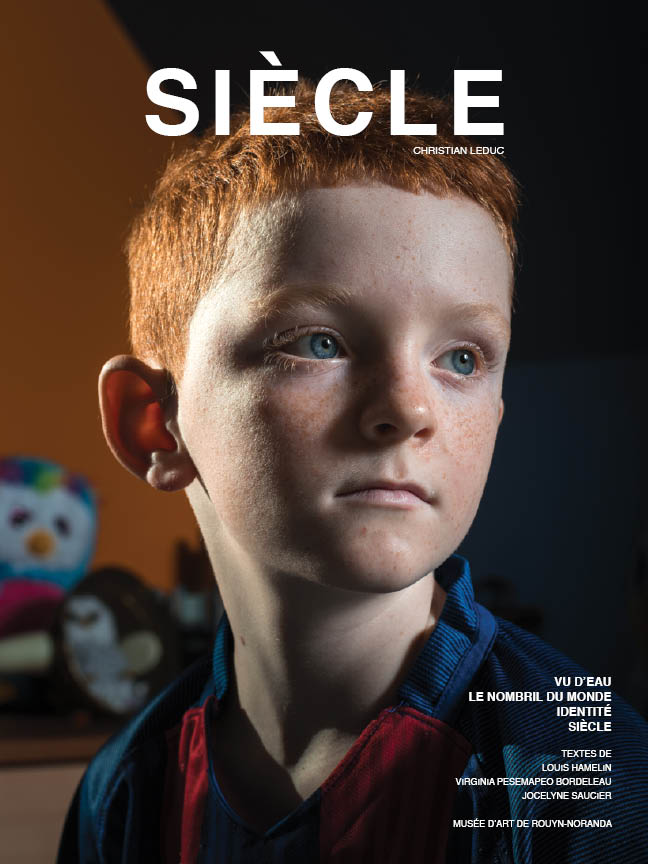 SIÈCLE
CHRISTIAN LEDUC
VU D'EAU
LE NOMBRIL DU MONDE
IDENTITÉ
SIÈCLE
TEXTES DE
LOUiS HAMELiN
ViRGiNiA PESEMAPEO BORDELEAU
JOCELYNE SAUCiER
MUSÉE D'ART DE ROUYN-NORANDA